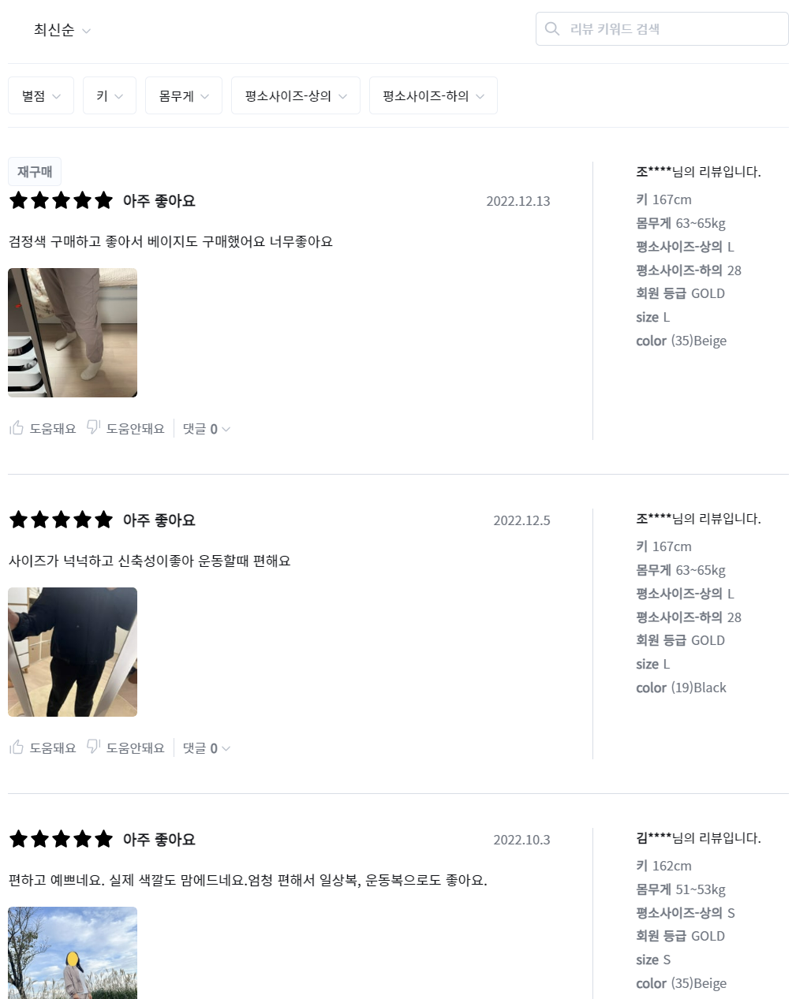 최신순
리뷰 키워드 검색
별점
키
몸무게
평소사이즈-상의
평소사이즈-하의
재구매
아주 좋아요
2022.12.13
검정색 구매하고 좋아서 베이지도 구매했어요 너무좋아요
도움돼요
도움안돼요
댓글 0
조****님의 리뷰입니다.
키 167cm
몸무게 63~65kg
평소사이즈-상의 L
평소사이즈-하의 28
회원 등급 GOLD
size L
color (35)Beige
아주 좋아요
2022.12.5
사이즈가 넉넉하고 신축성이좋아 운동할때 편해요
도움돼요
도움안돼요
댓글 0
조****님의 리뷰입니다.
키 167cm
몸무게 63~65kg
평소사이즈-상의 L
평소사이즈-하의 28
회원 등급 GOLD
size L
color (19)Black
아주 좋아요
2022.10.3
편하고 예쁘네요. 실제 색깔도 맘에드네요.엄청 편해서 일상복, 운동복으로도 좋아요.
김****님의 리뷰입니다.
키 162cm
몸무게 51~53kg
평소사이즈-상의 S
회원 등급 GOLD
size S
color (35)Beige